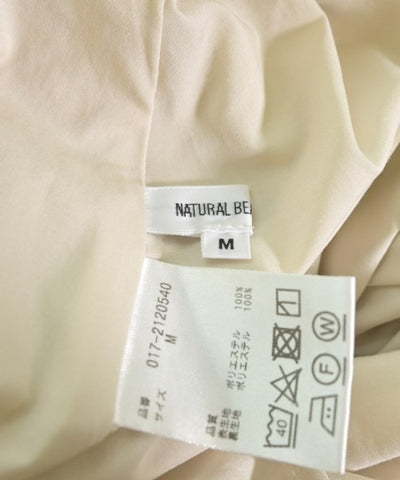 NATURAL BE
M
品番 017-2120540
サイズ M
品質
表生地 ポリエステル 100%
裏生地 ポリエステル 100%
40
F
W